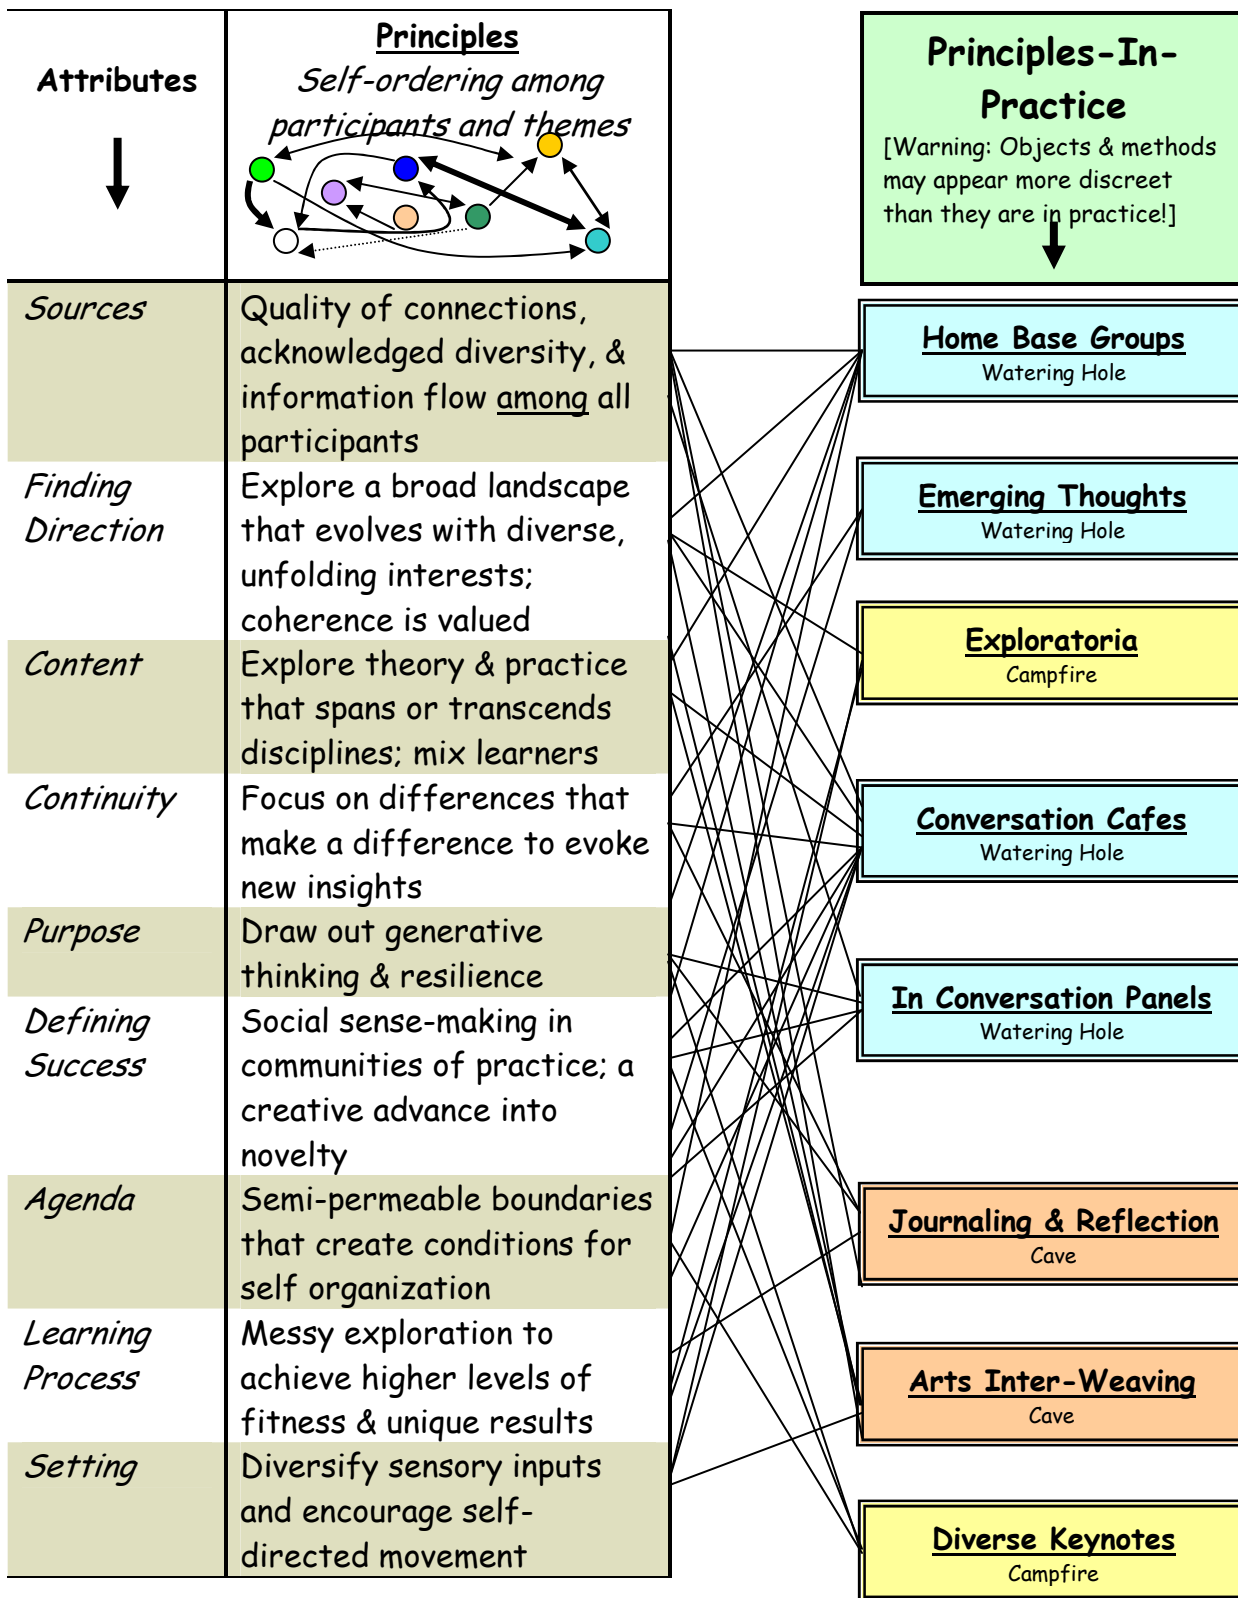 Attributes
Principles
Self-ordering among
participants and themes
Sources
Quality of connections,
acknowledged diversity, &
information flow among all
participants
Finding
Direction
Explore a broad landscape
that evolves with diverse,
unfolding interests;
coherence is valued
Content
Explore theory & practice
that spans or transcends
disciplines; mix learners
Continuity
Focus on differences that
make a difference to evoke
new insights
Purpose
Draw out generative
thinking & resilience
Defining
Success
Social sense-making in
communities of practice; a
creative advance into
novelty
Agenda
Semi-permeable boundaries
that create conditions for
self organization
Learning
Process
Messy exploration to
achieve higher levels of
fitness & unique results
Setting
Diversify sensory inputs
and encourage self-
directed movement
Principles-In-
Practice
[Warning: Objects & methods
may appear more discreet
than they are in practice!]
Home Base Groups
Watering Hole
Emerging Thoughts
Watering Hole
Exploratoria
Campfire
Conversation Cafes
Watering Hole
In Conversation Panels
Watering Hole
Journaling & Reflection
Cave
Arts Inter-Weaving
Cave
Diverse Keynotes
Campfire